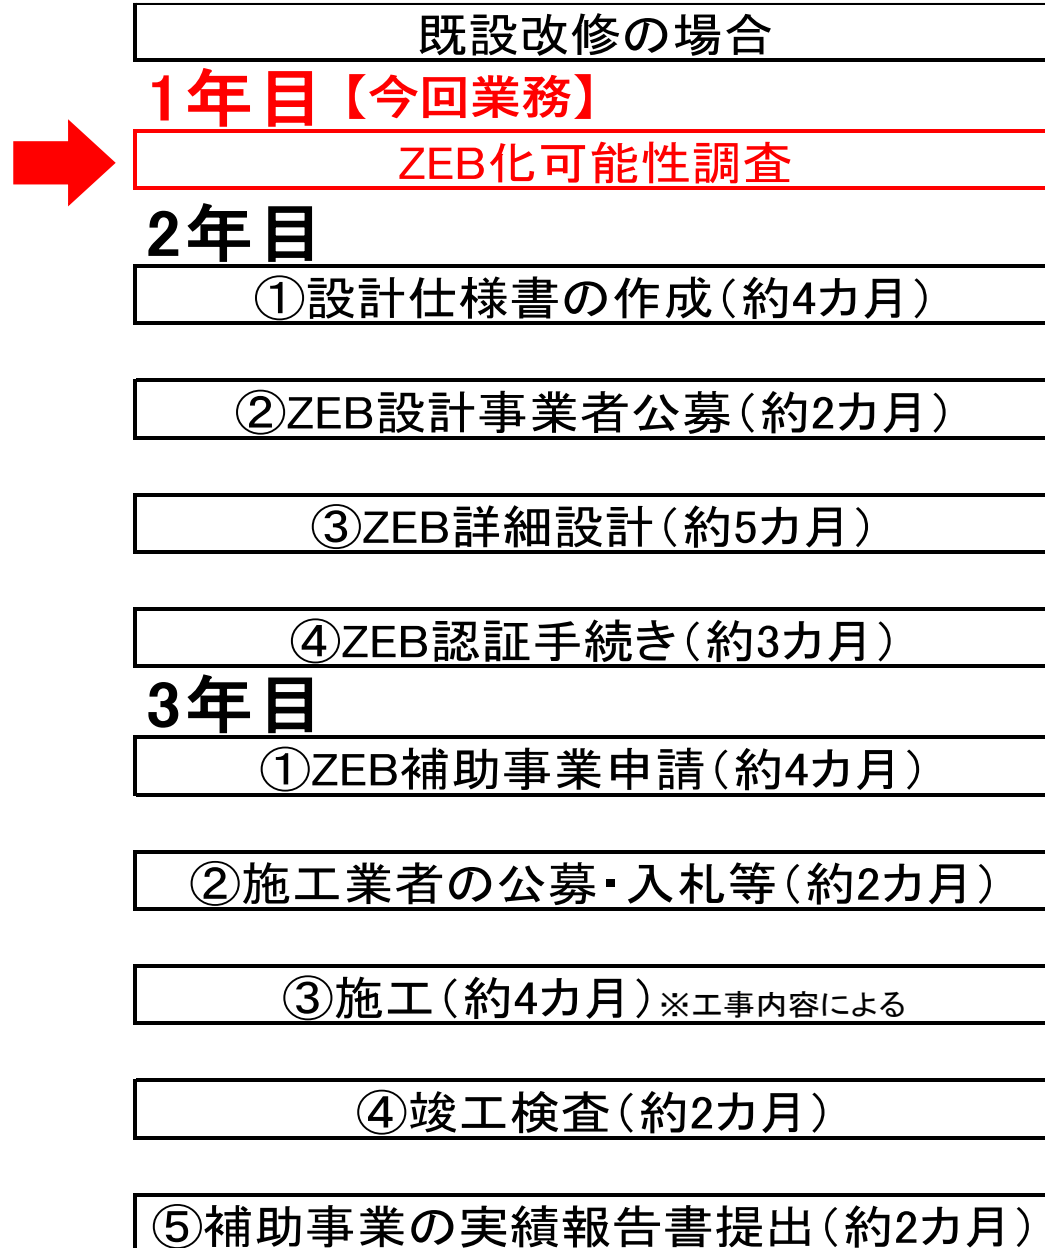 既設改修の場合
1年目【今回業務】
ZEB化可能性調査
2年目
①設計仕様書の作成（約4カ月）
②ZEB設計事業者公募（約2カ月）
③ZEB詳細設計（約5カ月）
④ZEB認証手続き（約3カ月）
3年目
①ZEB補助事業申請（約4カ月）
②施工業者の公募・入札等（約2カ月）
③施工（約4カ月）※工事内容による
④竣工検査（約2カ月）
⑤補助事業の実績報告書提出（約2カ月）